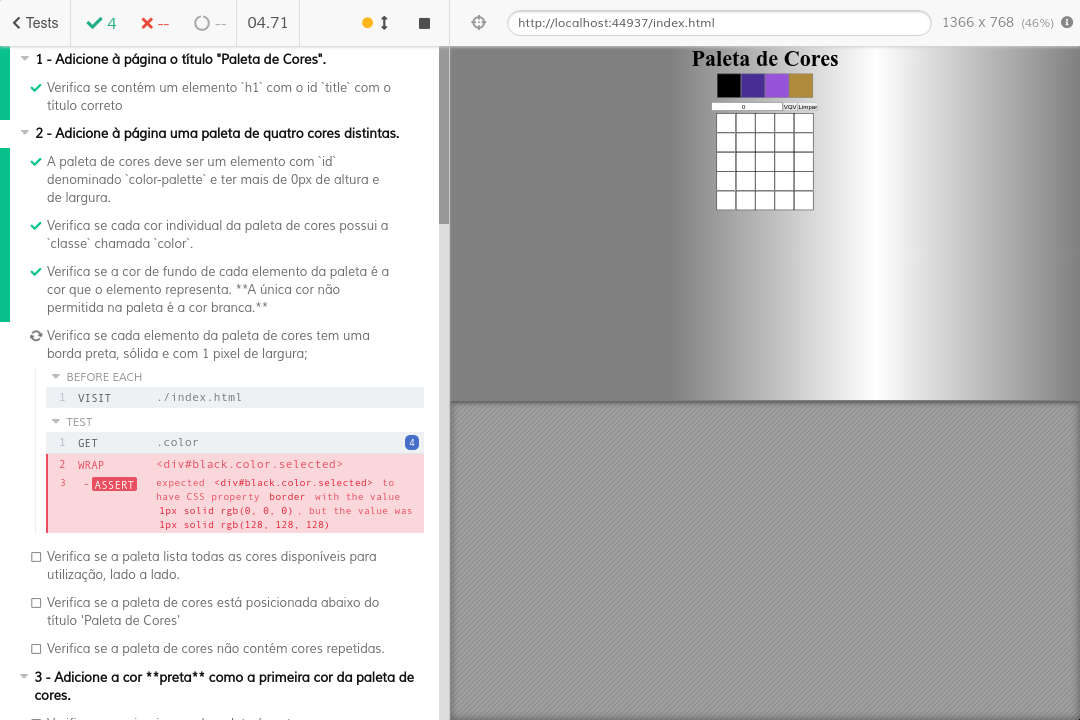 Tests
4
--
--
04.71
http://localhost:44937/index.html
1366 x 768 (46%)
1 - Adicione à página o título "Paleta de Cores".
Verifica se contém um elemento `h1` com o id `title` com o
título correto
2 - Adicione à página uma paleta de quatro cores distintas.
A paleta de cores deve ser um elemento com `id`
denominado `color-palette` e ter mais de 0px de altura e
de largura.
Verifica se cada cor individual da paleta de cores possui a
`classe` chamada `color`.
Verifica se a cor de fundo de cada elemento da paleta é a
cor que o elemento representa. **A única cor não
permitida na paleta é a cor branca.**
Verifica se cada elemento da paleta de cores tem uma
borda preta, sólida e com 1 pixel de largura;
BEFORE EACH
1 VISIT ./index.html
TEST
1 GET .color 4
2 WRAP <div#black.color.selected>
3 -ASSERT expected <div#black.color.selected> to
have CSS property border with the value
1px solid rgb(0, 0, 0), but the value was
1px solid rgb(128, 128, 128)
Verifica se a paleta lista todas as cores disponíveis para
utilização, lado a lado.
Verifica se a paleta de cores está posicionada abaixo do
título 'Paleta de Cores'
Verifica se a paleta de cores não contém cores repetidas.
3 - Adicione a cor **preta** como a primeira cor da paleta de
cores.
Paleta de Cores
0 VQV Limpar